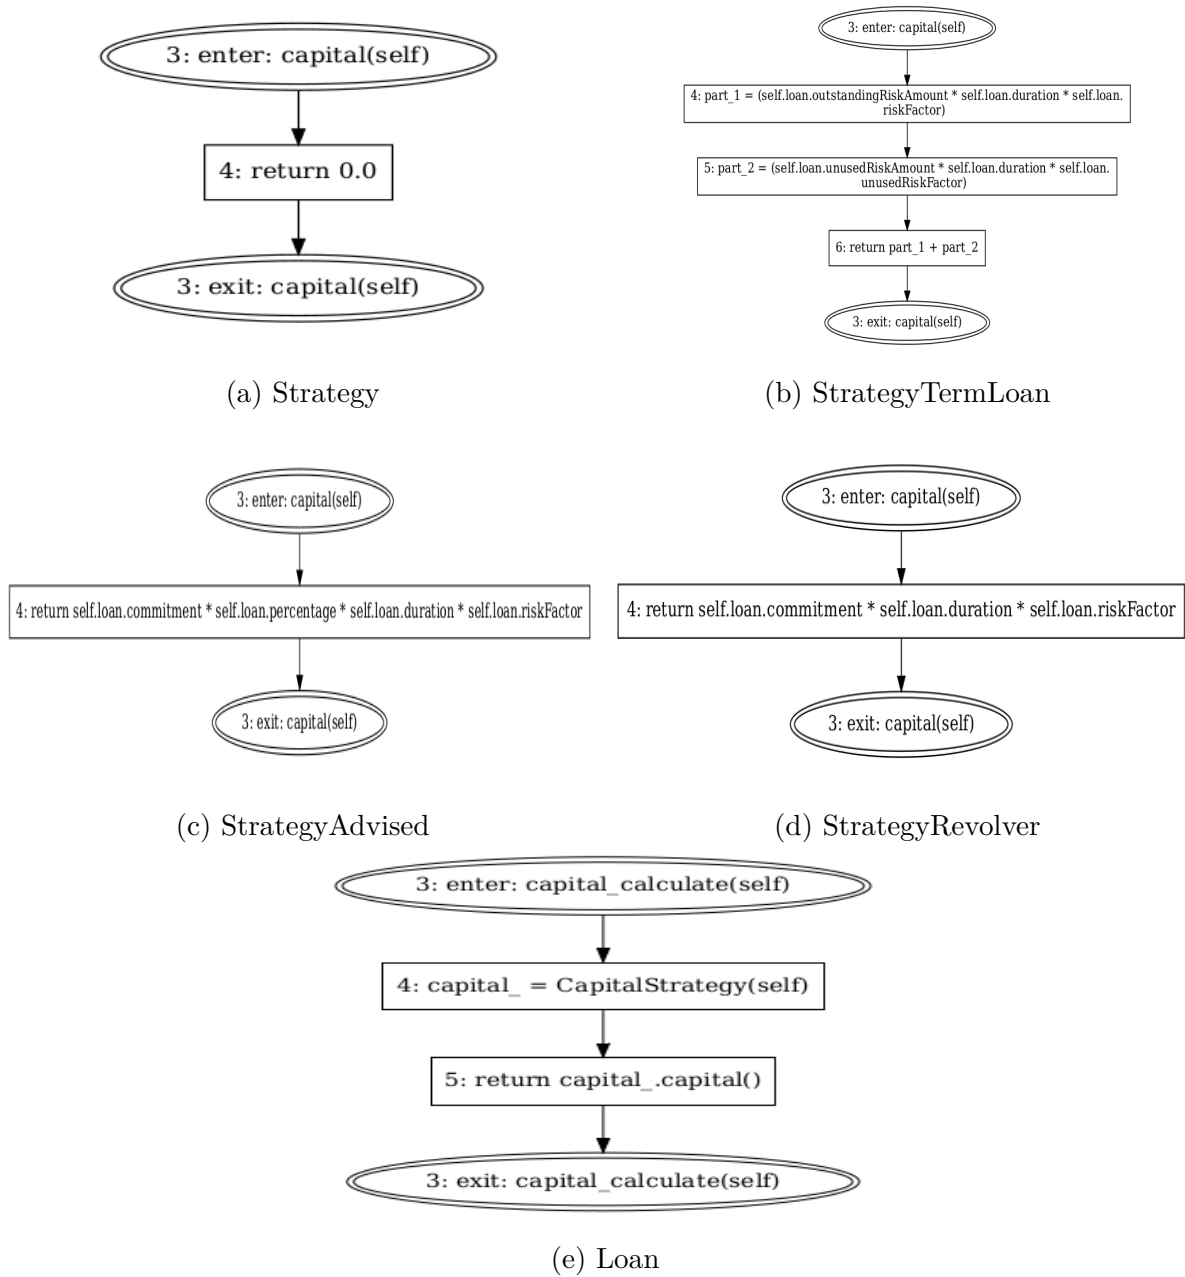 3: enter: capital(self)
4: return 0.0
3: exit: capital(self)
(a) Strategy
3: enter: capital(self)
4: part_1 = (self.loan.outstandingRiskAmount * self.loan.duration * self.loan.
riskFactor)
5: part_2 = (self.loan.unusedRiskAmount * self.loan.duration * self.loan.
unusedRiskFactor)
6: return part_1 + part_2
3: exit: capital(self)
(b) StrategyTermLoan
3: enter: capital(self)
4: return self.loan.commitment * self.loan.percentage * self.loan.duration * self.loan.riskFactor
3: exit: capital(self)
(c) StrategyAdvised
3: enter: capital(self)
4: return self.loan.commitment * self.loan.duration * self.loan.riskFactor
3: exit: capital(self)
(d) StrategyRevolver
3: enter: capital_calculate(self)
4: capital_ = CapitalStrategy(self)
5: return capital_.capital()
3: exit: capital_calculate(self)
(e) Loan